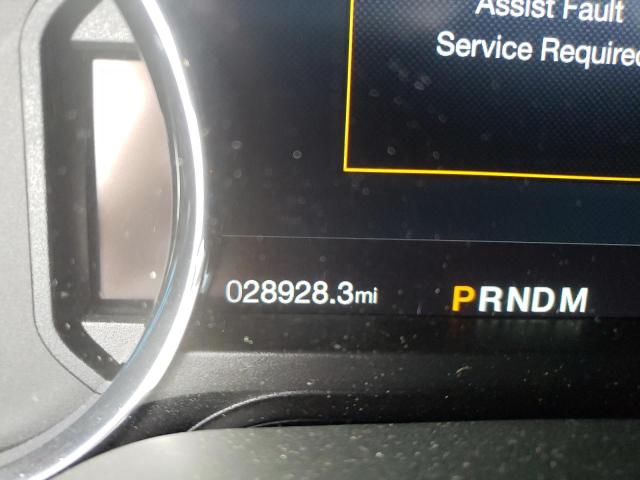 Assist Fault
Service Required
028928.3mi
PRNDM